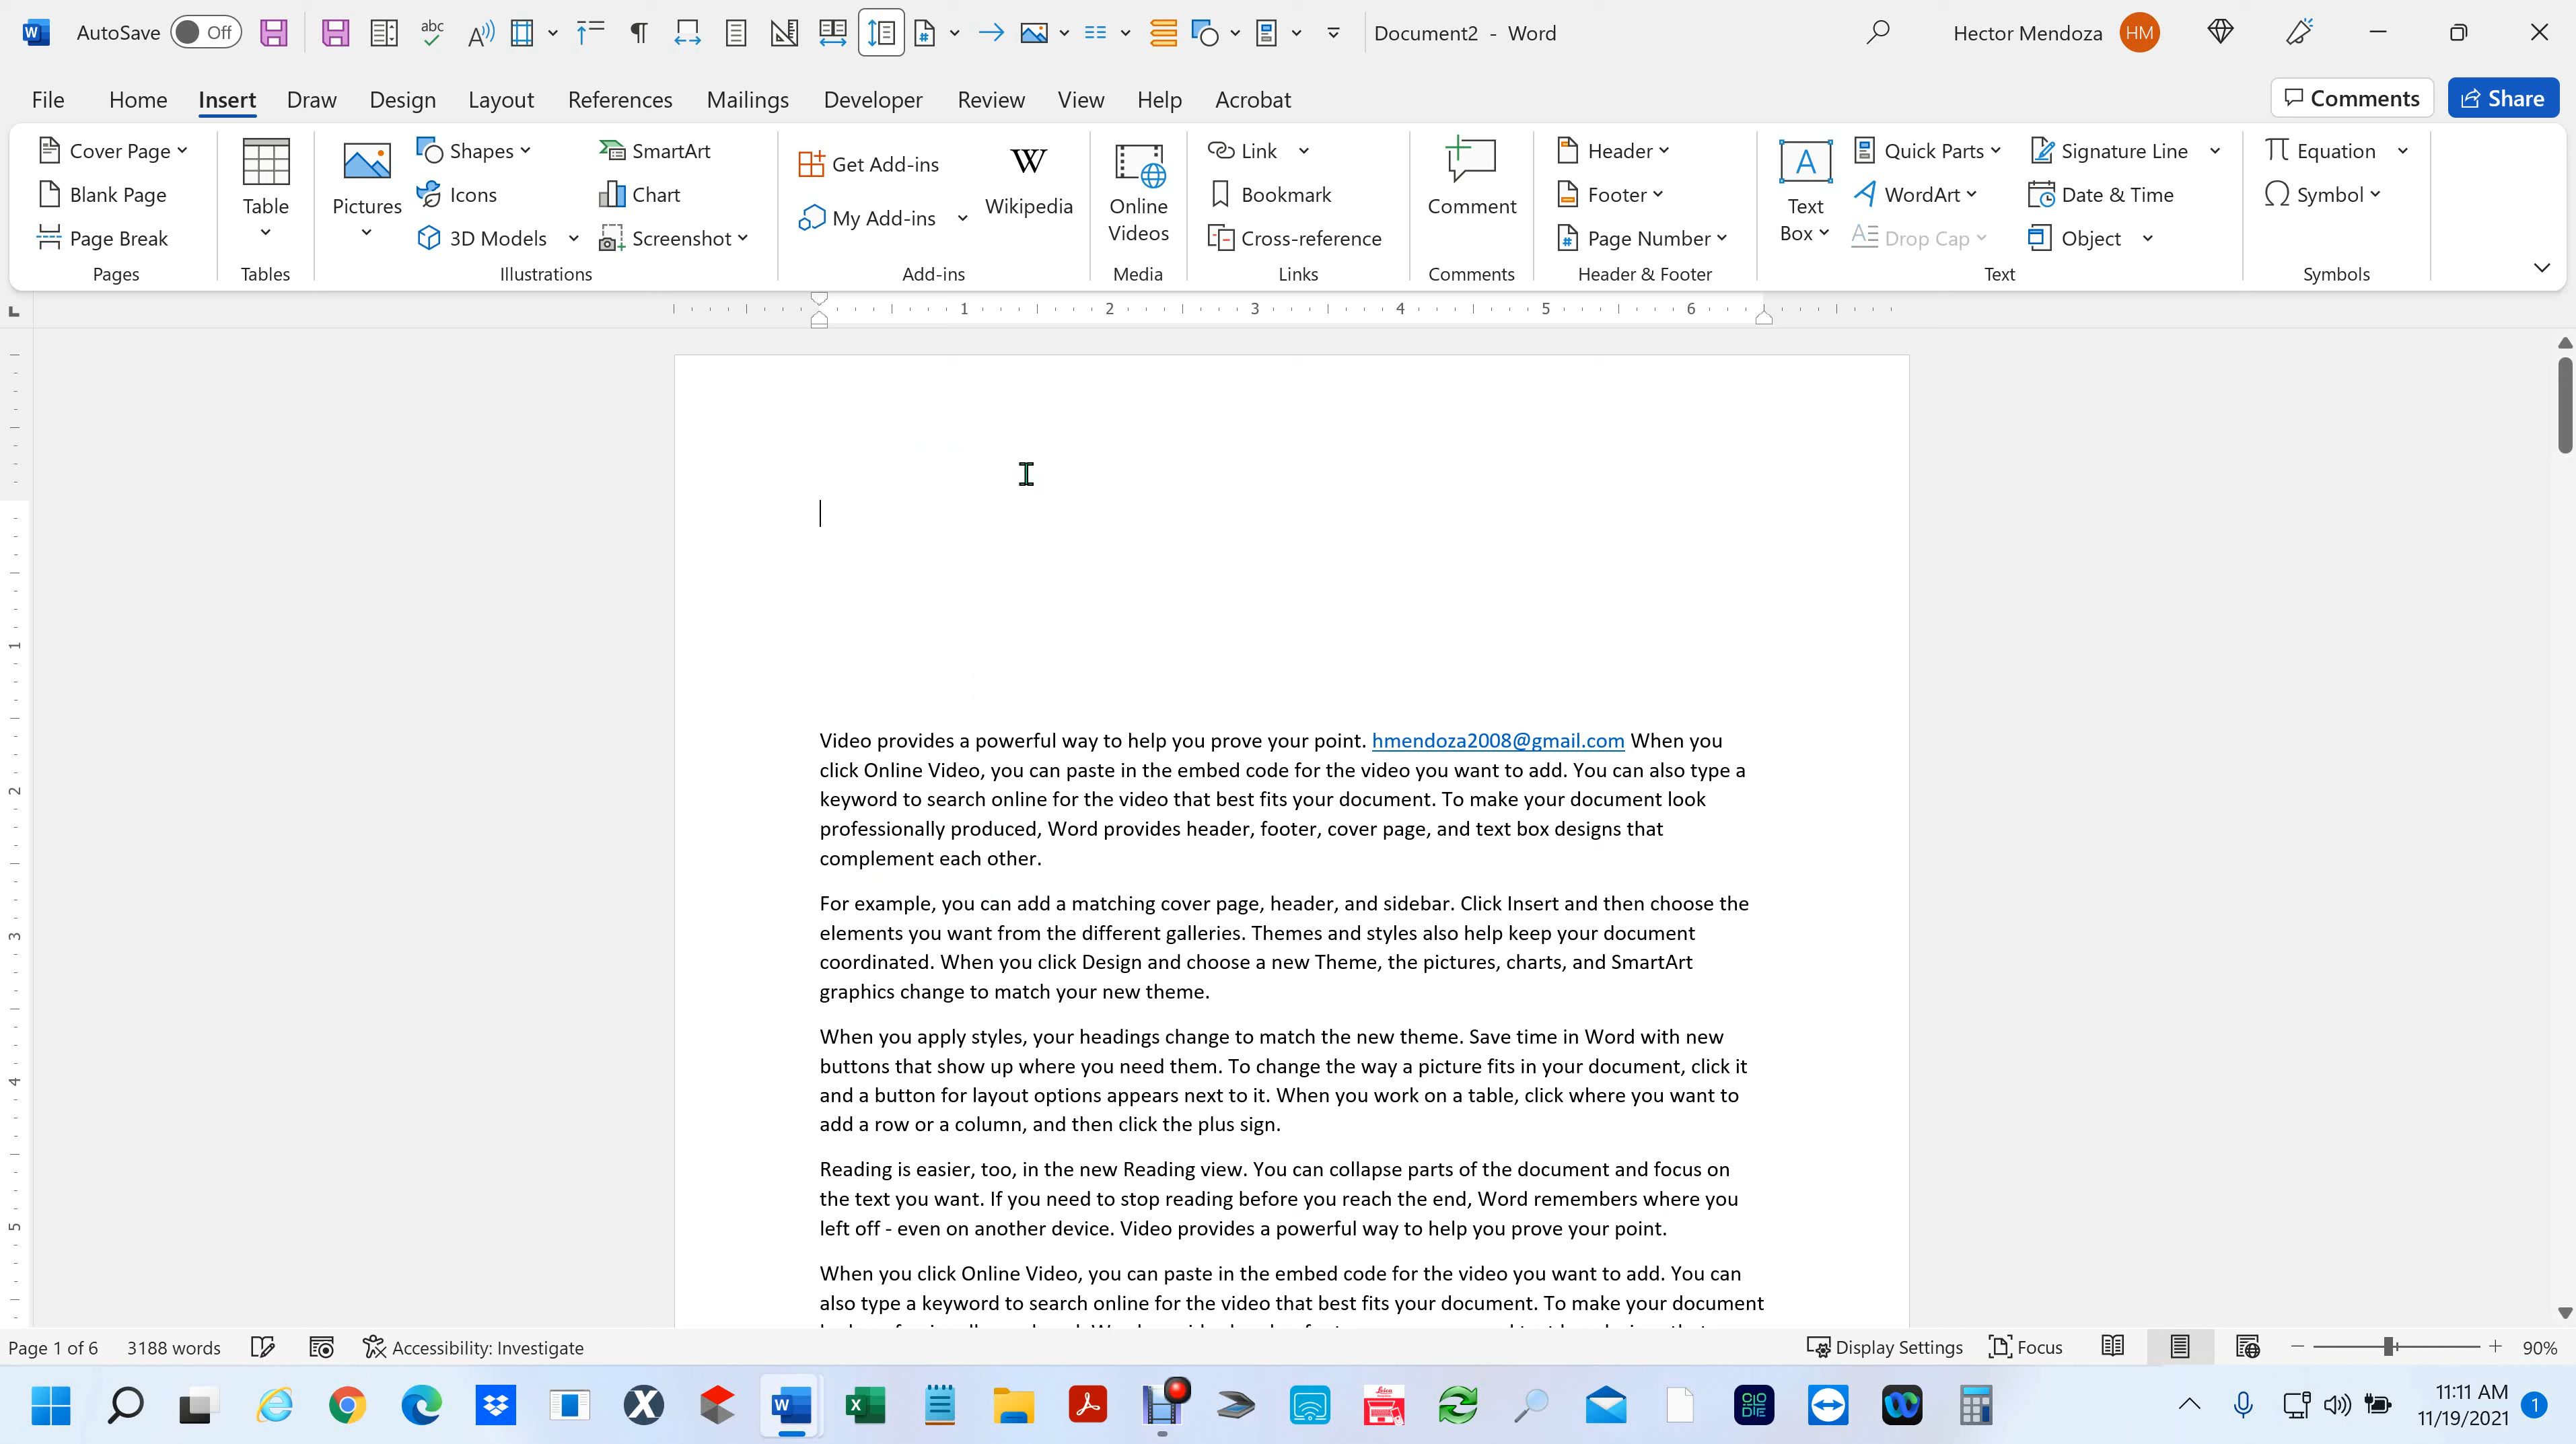 AutoSave Off abc Document2 - Word Hector Mendoza HM
File Home Insert Draw Design Layout References Mailings Developer Review View Help Acrobat Comments Share
Cover Page Blank Page Page Break Pages
Table Tables
Pictures Shapes Icons 3D Models SmartArt Chart Screenshot Illustrations
Get Add-ins My Add-ins W Wikipedia Add-ins
Online Videos Media
Link Bookmark Cross-reference Links
Comment Comments
Header Footer Page Number Header & Footer
A Text Box Quick Parts WordArt Drop Cap Signature Line Date & Time Object Text
Equation Symbol Symbols
1 2 3 4 5 6
1
2
3
4
5
Video provides a powerful way to help you prove your point. hmendoza2008@gmail.com When you
click Online Video, you can paste in the embed code for the video you want to add. You can also type a
keyword to search online for the video that best fits your document. To make your document look
professionally produced, Word provides header, footer, cover page, and text box designs that
complement each other.
For example, you can add a matching cover page, header, and sidebar. Click Insert and then choose the
elements you want from the different galleries. Themes and styles also help keep your document
coordinated. When you click Design and choose a new Theme, the pictures, charts, and SmartArt
graphics change to match your new theme.
When you apply styles, your headings change to match the new theme. Save time in Word with new
buttons that show up where you need them. To change the way a picture fits in your document, click it
and a button for layout options appears next to it. When you work on a table, click where you want to
add a row or a column, and then click the plus sign.
Reading is easier, too, in the new Reading view. You can collapse parts of the document and focus on
the text you want. If you need to stop reading before you reach the end, Word remembers where you
left off - even on another device. Video provides a powerful way to help you prove your point.
When you click Online Video, you can paste in the embed code for the video you want to add. You can
also type a keyword to search online for the video that best fits your document. To make your document
Page 1 of 6 3188 words Accessibility: Investigate Display Settings Focus 90%
11:11 AM
11/19/2021
1